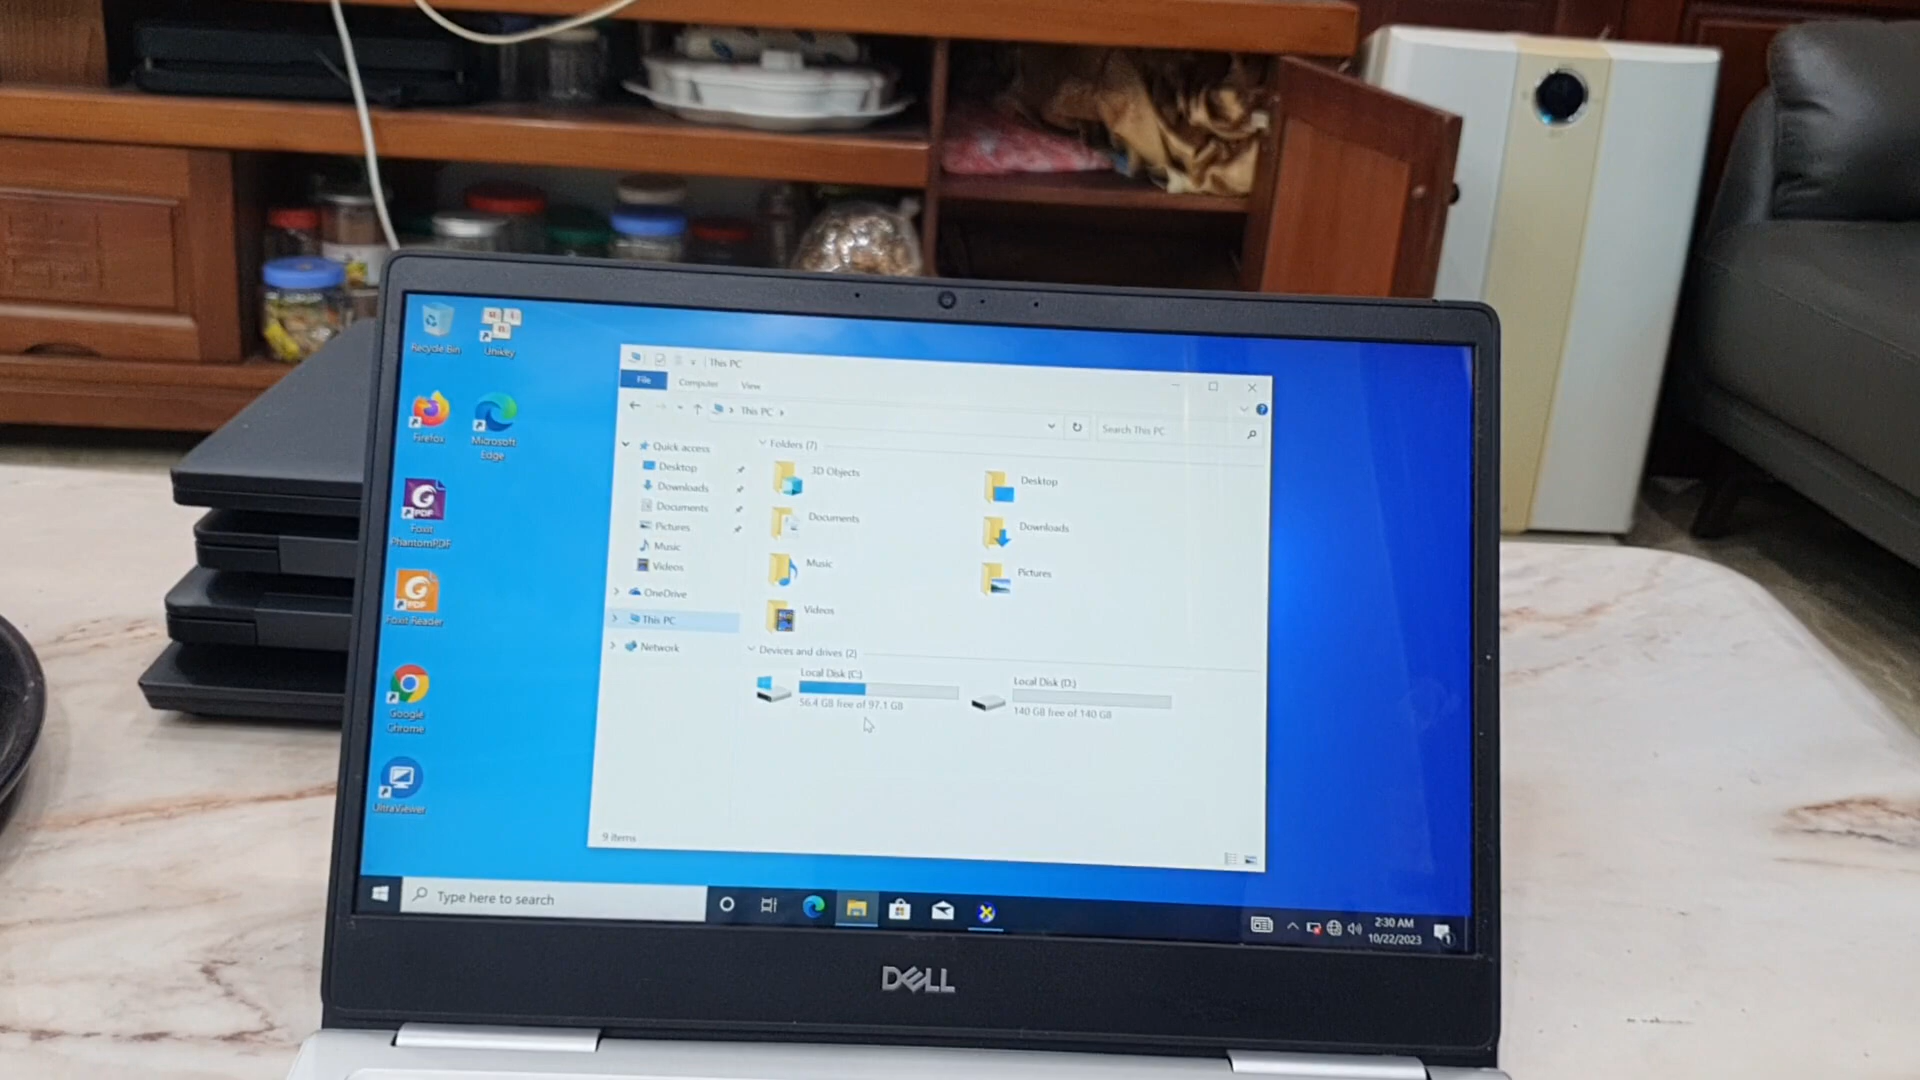 Recycle Bin
Unikey
Firefox
Microsoft
Edge
PDF
Foxit
PhantomPDF
PDF
Foxit Reader
Google
Chrome
UltraViewer
This PC
File
Computer
View
This PC
Search This PC
Quick access
Desktop
Downloads
Documents
Pictures
Music
Videos
OneDrive
This PC
Network
Folders (7)
3D Objects
Desktop
Documents
Downloads
Music
Pictures
Videos
Devices and drives (2)
Local Disk (C:)
56.4 GB free of 97.1 GB
Local Disk (D:)
140 GB free of 140 GB
9 items
Type here to search
2:30 AM
10/22/2023
1
DELL